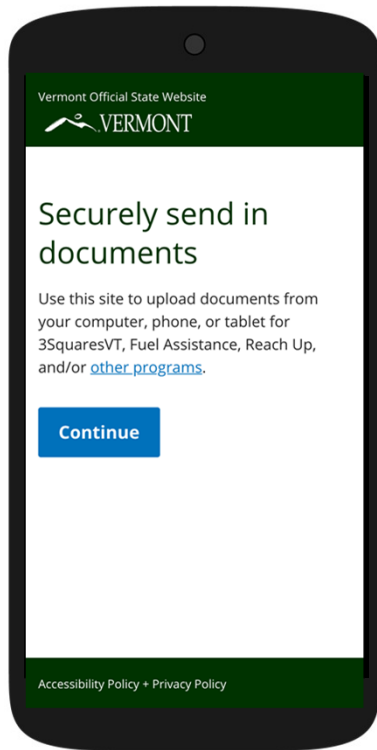 Vermont Official State Website
VERMONT
Securely send in
documents
Use this site to upload documents from
your computer, phone, or tablet for
3SquaresVT, Fuel Assistance, Reach Up,
and/or other programs.
Continue
Accessibility Policy + Privacy Policy